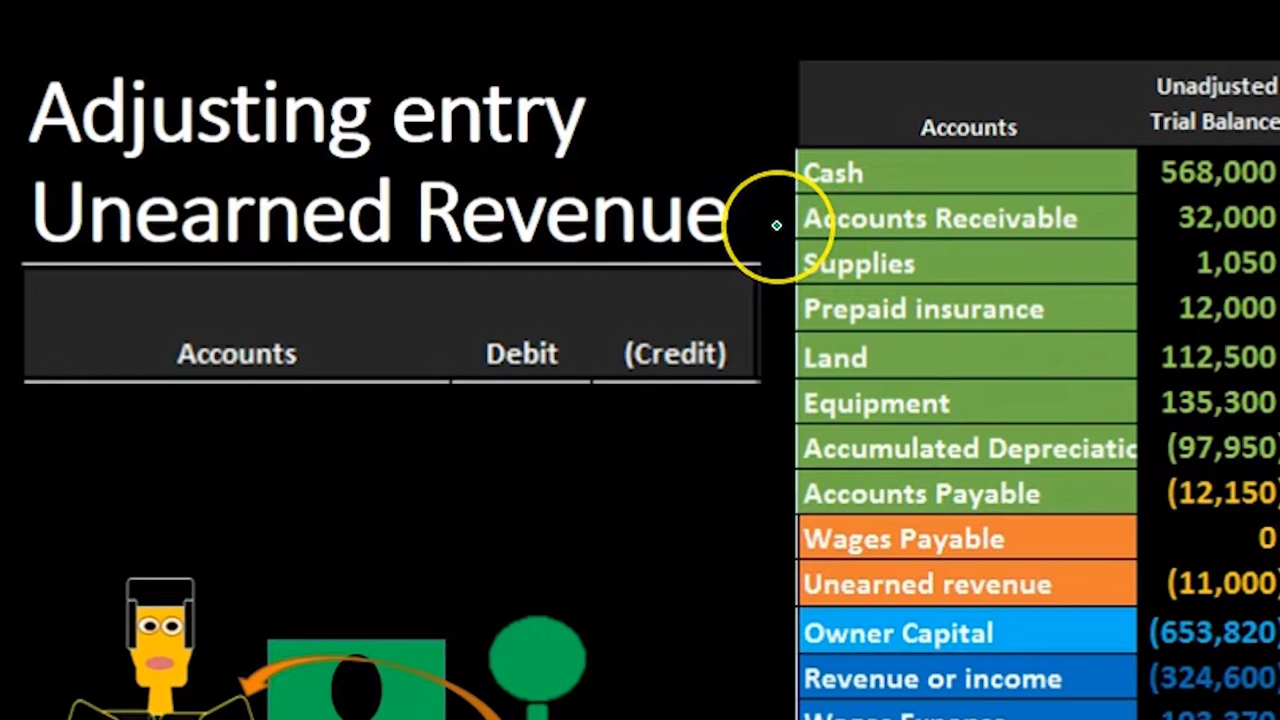 Adjusting entry
Unearned Revenue
Accounts Debit (Credit)
Accounts Unadjusted Trial Balance
Cash 568,000
Accounts Receivable 32,000
Supplies 1,050
Prepaid insurance 12,000
Land 112,500
Equipment 135,300
Accumulated Depreciatic (97,950)
Accounts Payable (12,150)
Wages Payable 0
Unearned revenue (11,000)
Owner Capital (653,820)
Revenue or income (324,600)